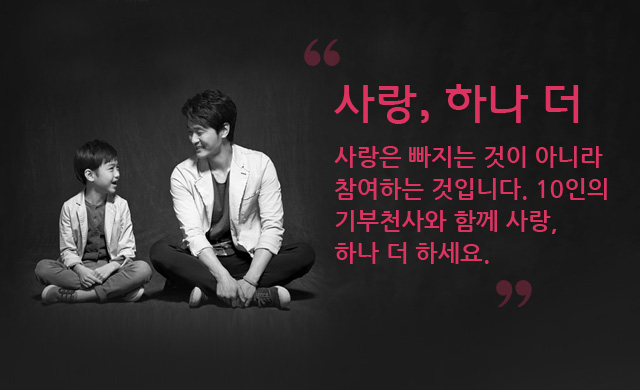 “
사랑, 하나 더
사랑은 빠지는 것이 아니라
참여하는 것입니다. 10인의
기부천사와 함께 사랑,
하나 더 하세요.
”